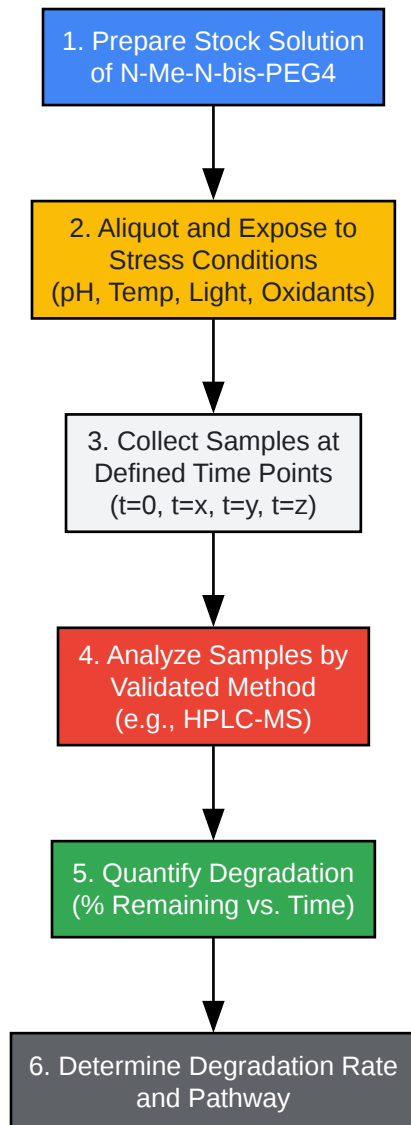 1. Prepare Stock Solution
of N-Me-N-bis-PEG4
2. Aliquot and Expose to
Stress Conditions
(pH, Temp, Light, Oxidants)
3. Collect Samples at
Defined Time Points
(t=0, t=x, t=y, t=z)
4. Analyze Samples by
Validated Method
(e.g., HPLC-MS)
5. Quantify Degradation
(% Remaining vs. Time)
6. Determine Degradation Rate
and Pathway